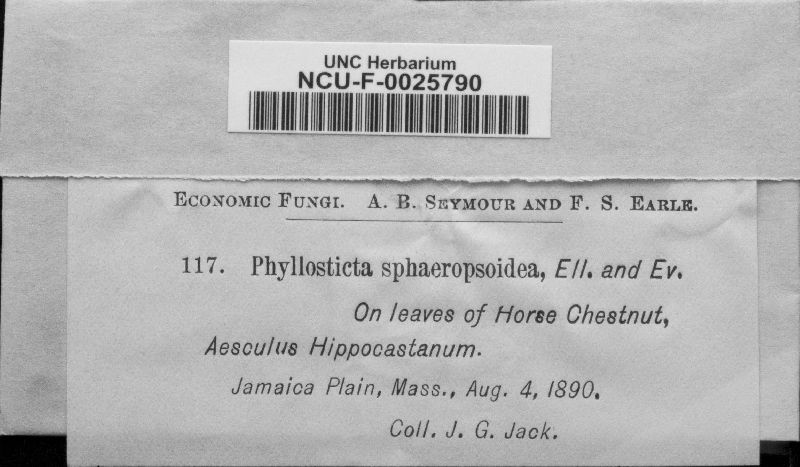 UNC Herbarium
NCU-F-0025790
Economic Fungi. A. B. Seymour and F. S. Earle.
117. Phyllosticta sphaeropsoidea, Ell. and Ev.
On leaves of Horse Chestnut,
Aesculus Hippocastanum.
Jamaica Plain, Mass., Aug. 4, 1890.
Coll. J. G. Jack.